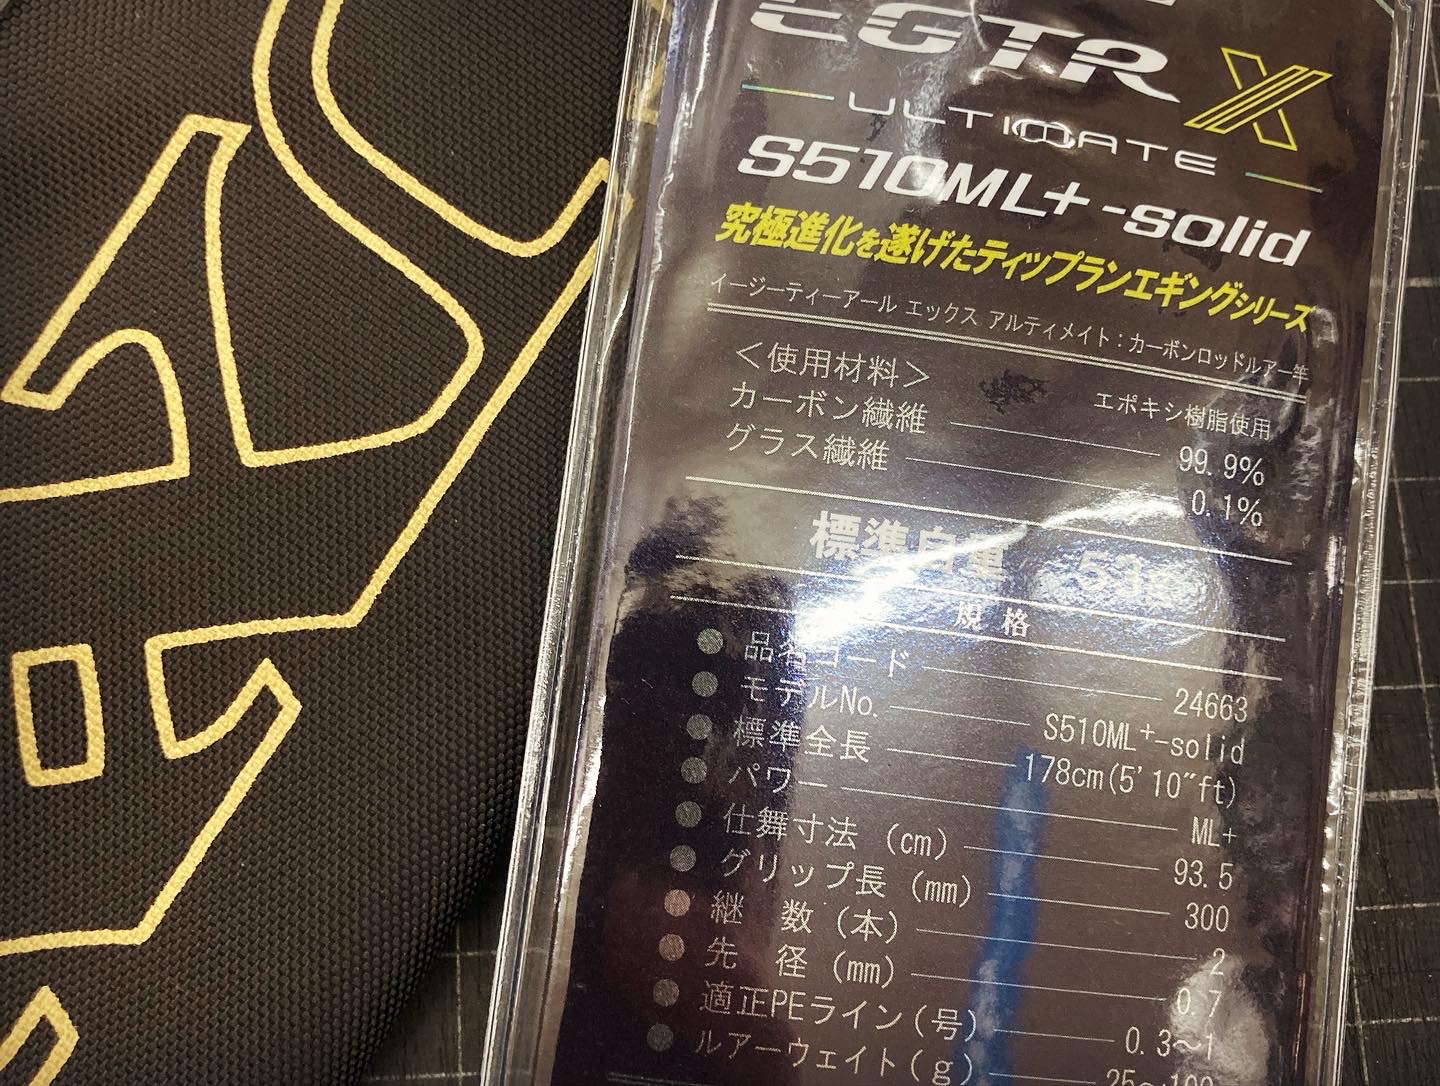 EGTR X
ULTIMATE
S510ML+-solid
究極進化を遂げたティップランエギングシリーズ
イージーティーアール エックス アルティメイト：カーボンロッドルアー竿
＜使用材料＞ エポキシ樹脂使用
カーボン繊維 99.9%
グラス繊維 0.1%
標準自重 53g
規格
品名コード 24663
モデルNo. S510ML+-solid
標準全長 178cm(5'10"ft)
パワー ML+
仕舞寸法 (cm) 93.5
グリップ長 (mm) 300
継 数 (本) 2
先 径 (mm) 0.7
適正PEライン(号) 0.3～1
ルアーウェイト(g) 25～100